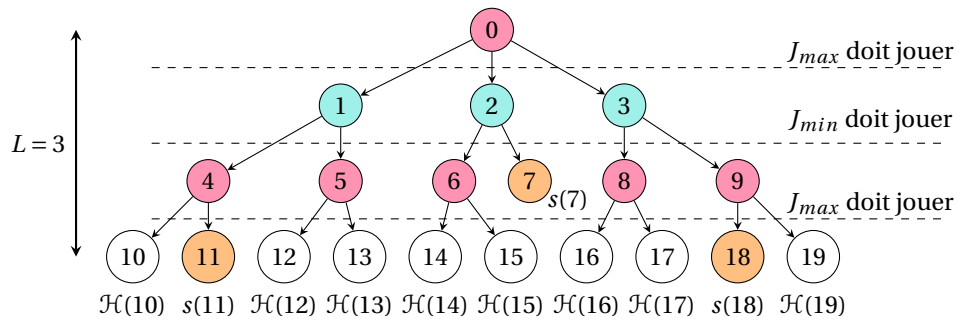 0
J_max doit jouer
1 2 3
J_min doit jouer
L = 3
4 5 6 7 8 9
s(7)
J_max doit jouer
10 11 12 13 14 15 16 17 18 19
ℋ(10) s(11) ℋ(12) ℋ(13) ℋ(14) ℋ(15) ℋ(16) ℋ(17) s(18) ℋ(19)